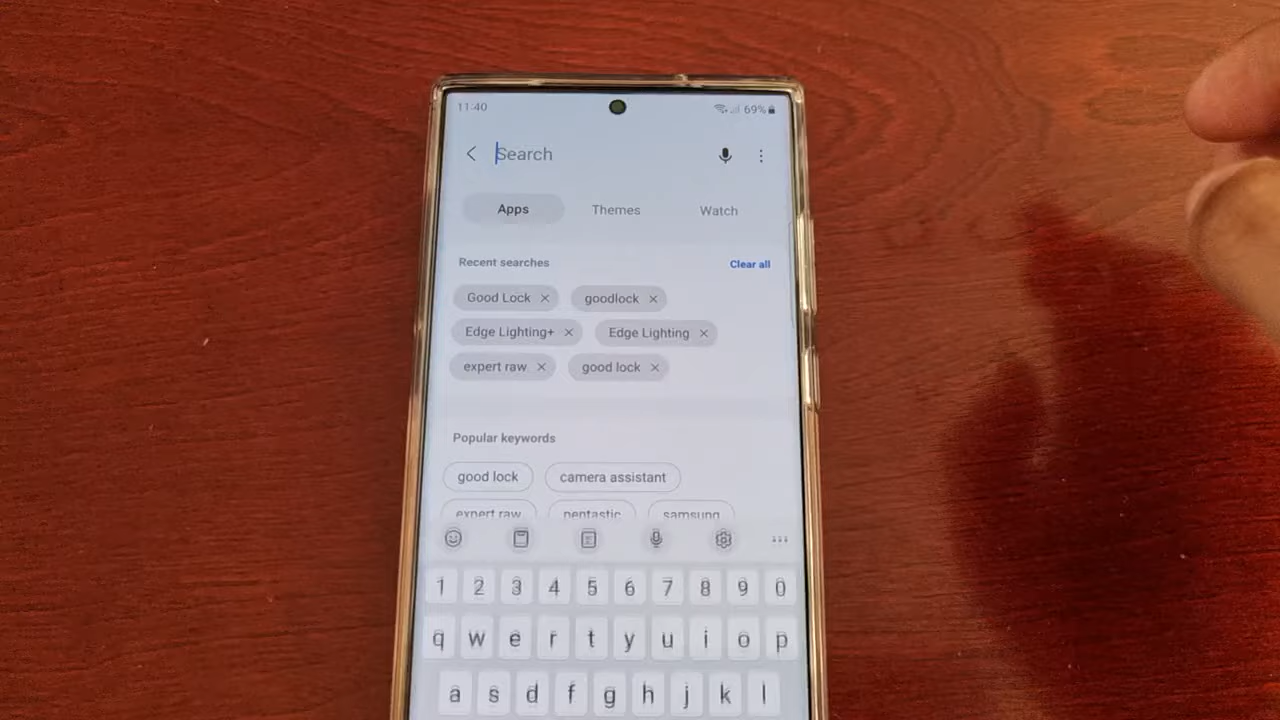 11:40 69%
Search
Apps Themes Watch
Recent searches Clear all
Good Lock × goodlock ×
Edge Lighting+ × Edge Lighting ×
expert raw × good lock ×
Popular keywords
good lock camera assistant
expert raw pentastic samsung
1 2 3 4 5 6 7 8 9 0
q w e r t y u i o p
a s d f g h j k l